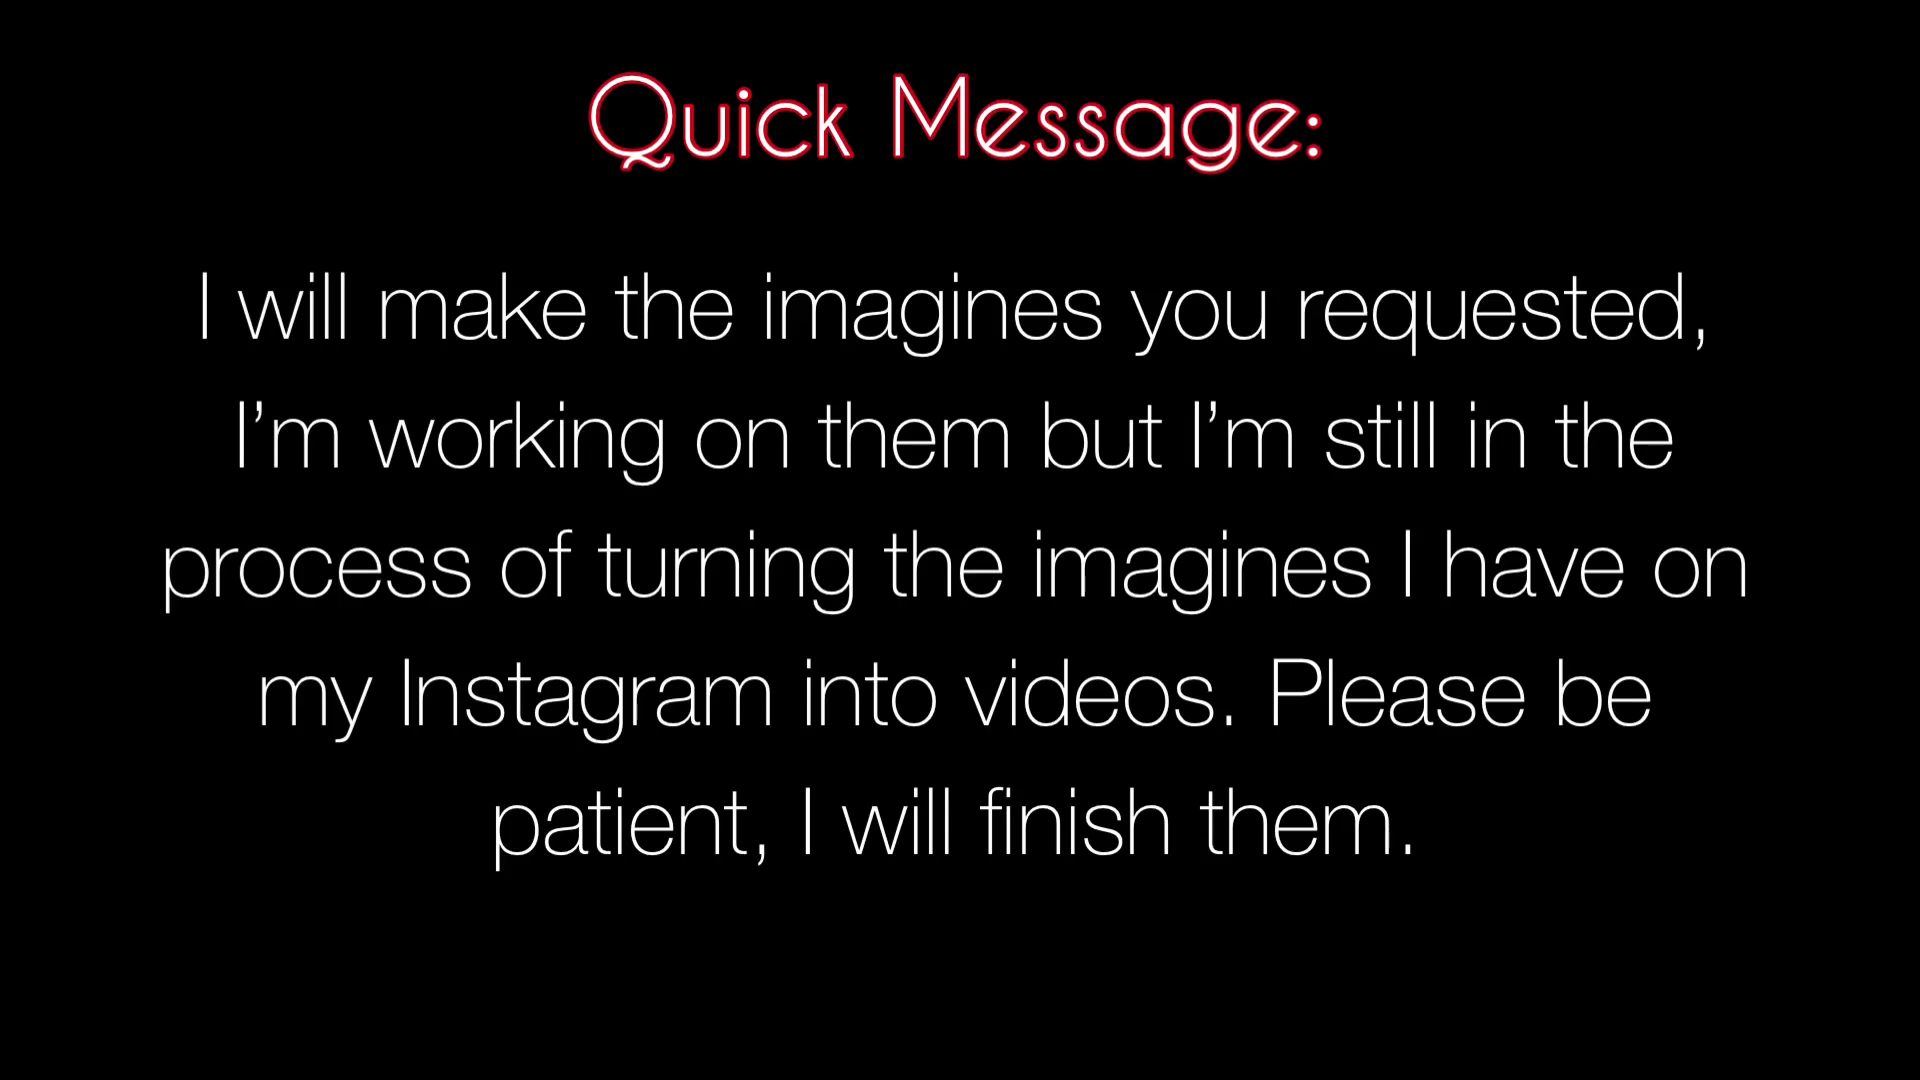 Quick Message:
I will make the imagines you requested,
I’m working on them but I’m still in the
process of turning the imagines I have on
my Instagram into videos. Please be
patient, I will finish them.